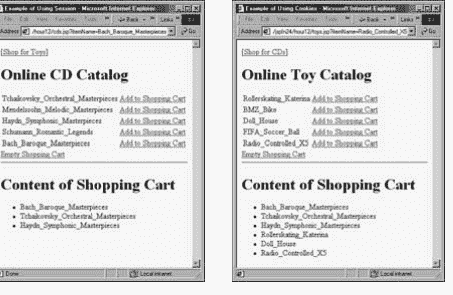 Example of Using Session - Microsoft Internet Explorer
File Edit View Favorites Tools Back Links
Address /hour12/cds.jsp?itemName=Bach_Baroque_Masterpieces Go
[Shop for Toys]
Online CD Catalog
Tchaikovsky_Orchestral_Masterpieces Add to Shopping Cart
Mendelssohn_Melodic_Masterpieces Add to Shopping Cart
Haydn_Symphonic_Masterpieces Add to Shopping Cart
Schumann_Romantic_Legends Add to Shopping Cart
Bach_Baroque_Masterpieces Add to Shopping Cart
Empty Shopping Cart
Content of Shopping Cart
Bach_Baroque_Masterpieces
Tchaikovsky_Orchestral_Masterpieces
Haydn_Symphonic_Masterpieces
Done Local intranet
Example of Using Cookies - Microsoft Internet Explorer
File Edit View Favorites Tools Back Links
Address Go
[Shop for CDs]
Online Toy Catalog
Rollerskating_Katerina Add to Shopping Cart
BMZ_Bike Add to Shopping Cart
Doll_House Add to Shopping Cart
FIFA_Soccer_Ball Add to Shopping Cart
Radio_Controlled_X5 Add to Shopping Cart
Empty Shopping Cart
Content of Shopping Cart
Bach_Baroque_Masterpieces
Tchaikovsky_Orchestral_Masterpieces
Haydn_Symphonic_Masterpieces
Rollerskating_Katerina
Doll_House
Radio_Controlled_X5
Local intranet